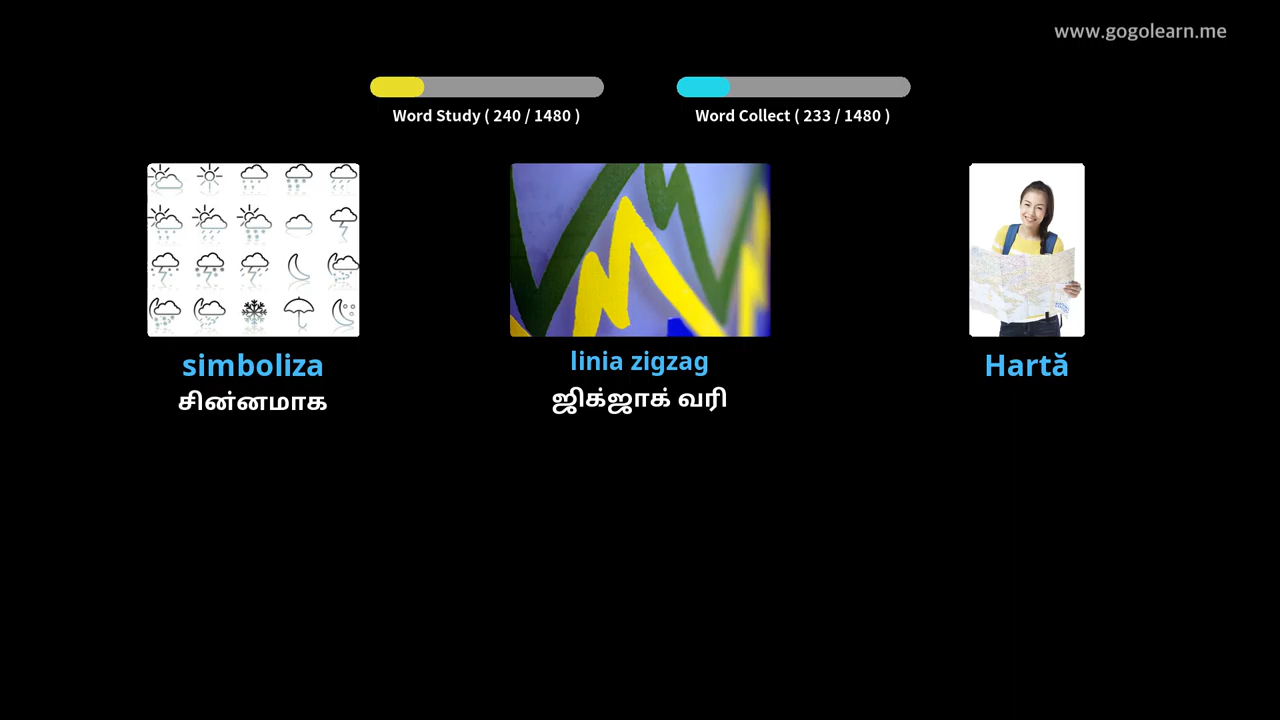 www.gogolearn.me
Word Study ( 240 / 1480 )
Word Collect ( 233 / 1480 )
simboliza
சின்னமாக
linia zigzag
ஜிக்ஜாக் வரி
Hartă